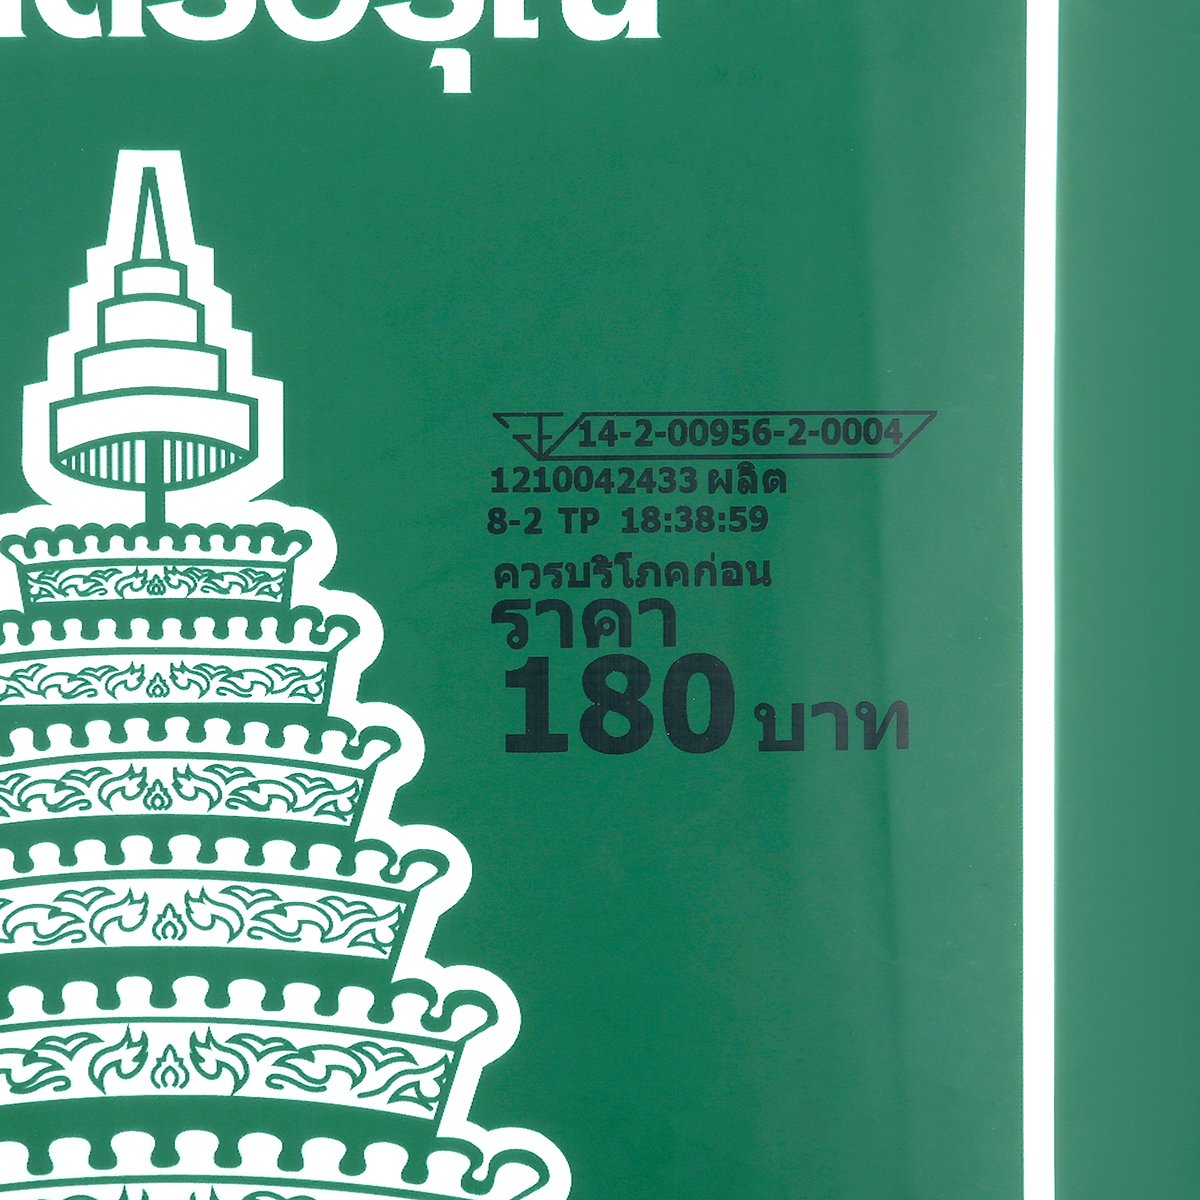 14-2-00956-2-0004
1210042433 ผลิต
8-2 TP 18:38:59
ควรบริโภคก่อน
ราคา
180 บาท